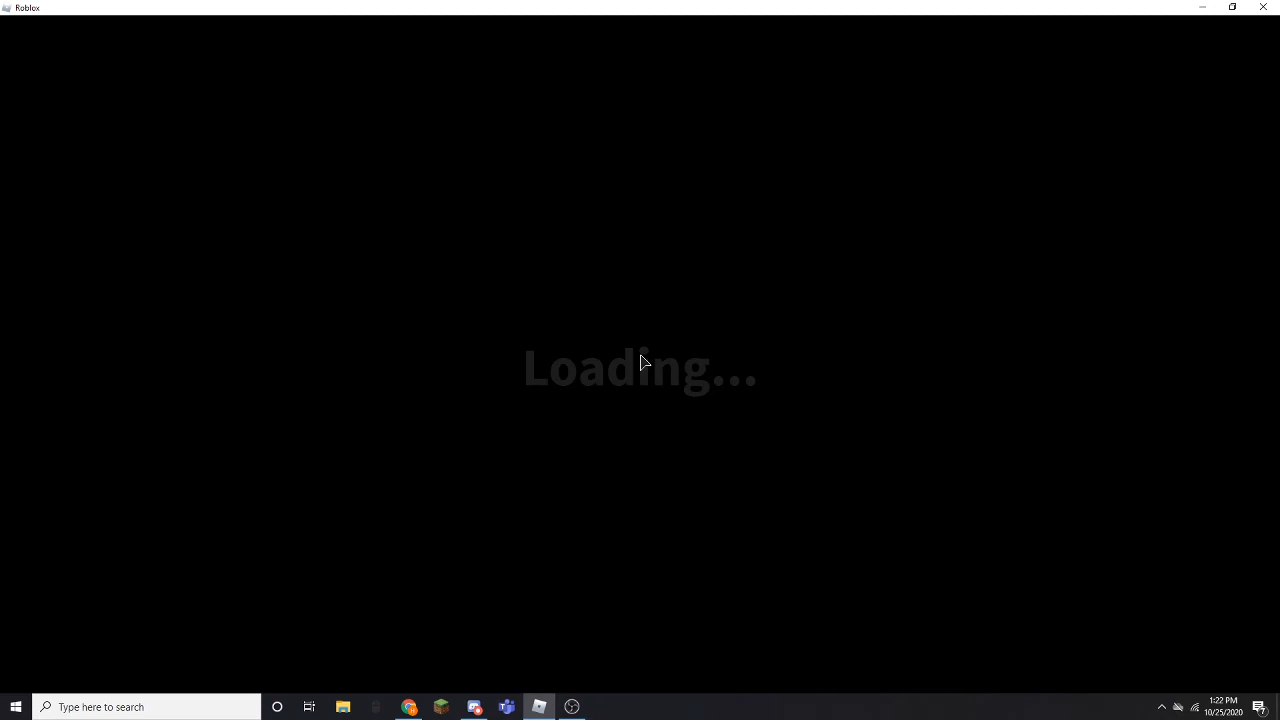 Roblox
Loading...
Type here to search
1:22 PM
10/25/2020